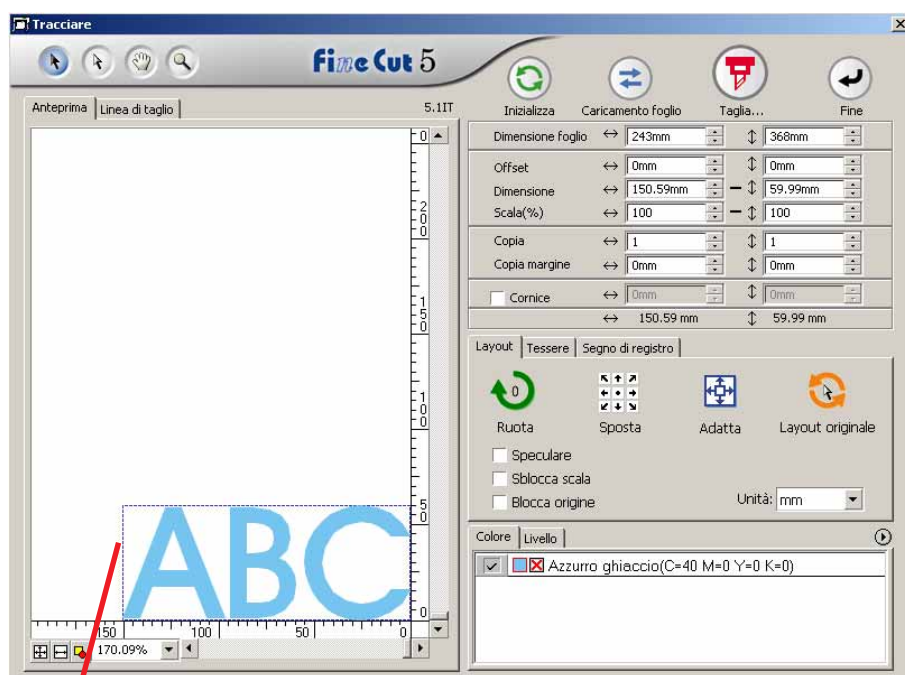 Tracciare
Fine Cut 5
Inizializza Caricamento foglio Taglia... Fine
Anteprima Linea di taglio 5.1IT
Dimensione foglio 243mm 368mm
Offset 0mm 0mm
Dimensione 150.59mm 59.99mm
Scala(%) 100 100
Copia 1 1
Copia margine 0mm 0mm
Cornice 0mm 0mm
150.59 mm 59.99 mm
Layout Tessere Segno di registro
0
Ruota Sposta Adatta Layout originale
Speculare
Sblocca scala
Blocca origine Unità: mm
Colore Livello
Azzurro ghiaccio(C=40 M=0 Y=0 K=0)
0
200
150
100
50
0
ABC
150 100 50 0
170.09%